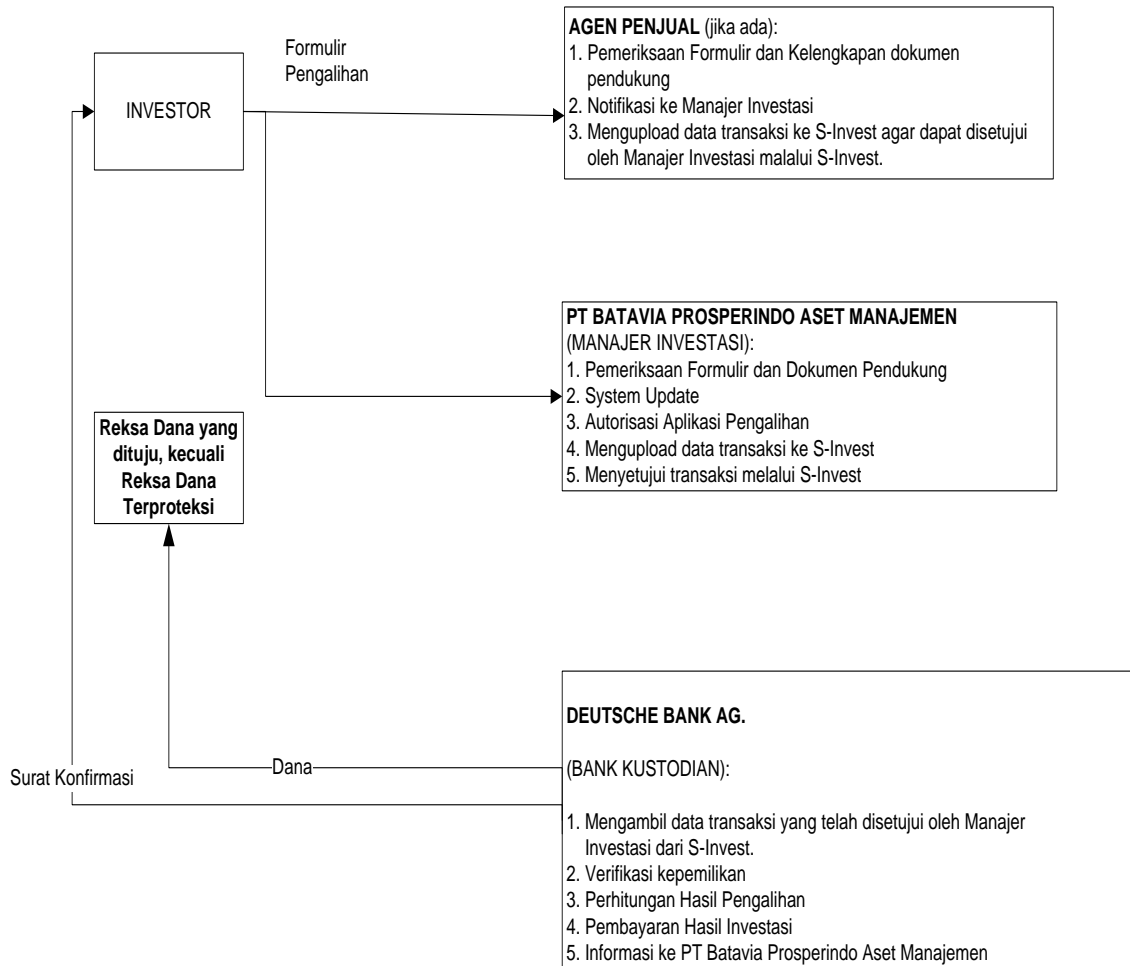 Formulir
Pengalihan
INVESTOR
AGEN PENJUAL (jika ada):
1. Pemeriksaan Formulir dan Kelengkapan dokumen
pendukung
2. Notifikasi ke Manajer Investasi
3. Mengupload data transaksi ke S-Invest agar dapat disetujui
oleh Manajer Investasi malalui S-Invest.
PT BATAVIA PROSPERINDO ASET MANAJEMEN
(MANAJER INVESTASI):
1. Pemeriksaan Formulir dan Dokumen Pendukung
2. System Update
3. Autorisasi Aplikasi Pengalihan
4. Mengupload data transaksi ke S-Invest
5. Menyetujui transaksi melalui S-Invest
Reksa Dana yang
dituju, kecuali
Reksa Dana
Terproteksi
Surat Konfirmasi
Dana
DEUTSCHE BANK AG.
(BANK KUSTODIAN):
1. Mengambil data transaksi yang telah disetujui oleh Manajer
Investasi dari S-Invest.
2. Verifikasi kepemilikan
3. Perhitungan Hasil Pengalihan
4. Pembayaran Hasil Investasi
5. Informasi ke PT Batavia Prosperindo Aset Manajemen